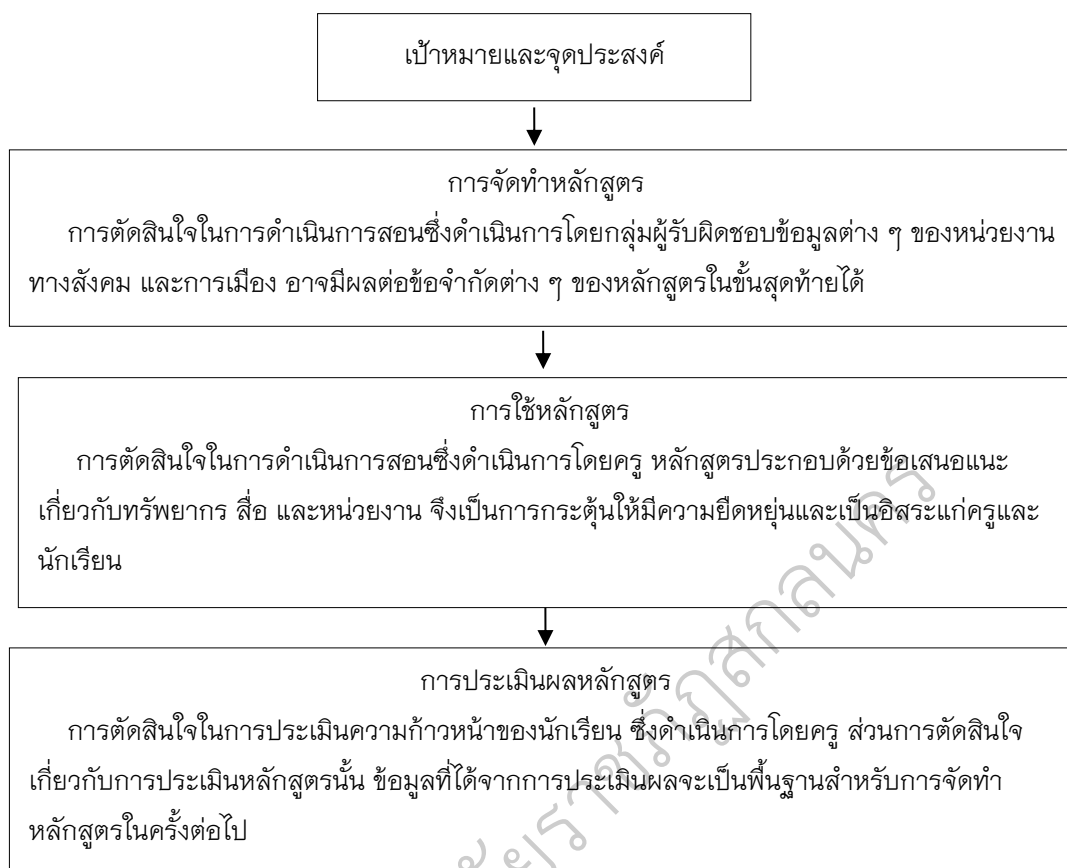 เป้าหมายและจุดประสงค์
การจัดทำหลักสูตร
การตัดสินใจในการดำเนินการสอนซึ่งดำเนินการโดยกลุ่มผู้รับผิดชอบข้อมูลต่าง ๆ ของหน่วยงาน
ทางสังคม และการเมือง อาจมีผลต่อข้อจำกัดต่าง ๆ ของหลักสูตรในขั้นสุดท้ายได้
การใช้หลักสูตร
การตัดสินใจในการดำเนินการสอนซึ่งดำเนินการโดยครู หลักสูตรประกอบด้วยข้อเสนอแนะ
เกี่ยวกับทรัพยากร สื่อ และหน่วยงาน จึงเป็นการกระตุ้นให้มีความยืดหยุ่นและเป็นอิสระแก่ครูและ
นักเรียน
การประเมินผลหลักสูตร
การตัดสินใจในการประเมินความก้าวหน้าของนักเรียน ซึ่งดำเนินการโดยครู ส่วนการตัดสินใจ
เกี่ยวกับการประเมินหลักสูตรนั้น ข้อมูลที่ได้จากการประเมินผลจะเป็นพื้นฐานสำหรับการจัดทำ
หลักสูตรในครั้งต่อไป